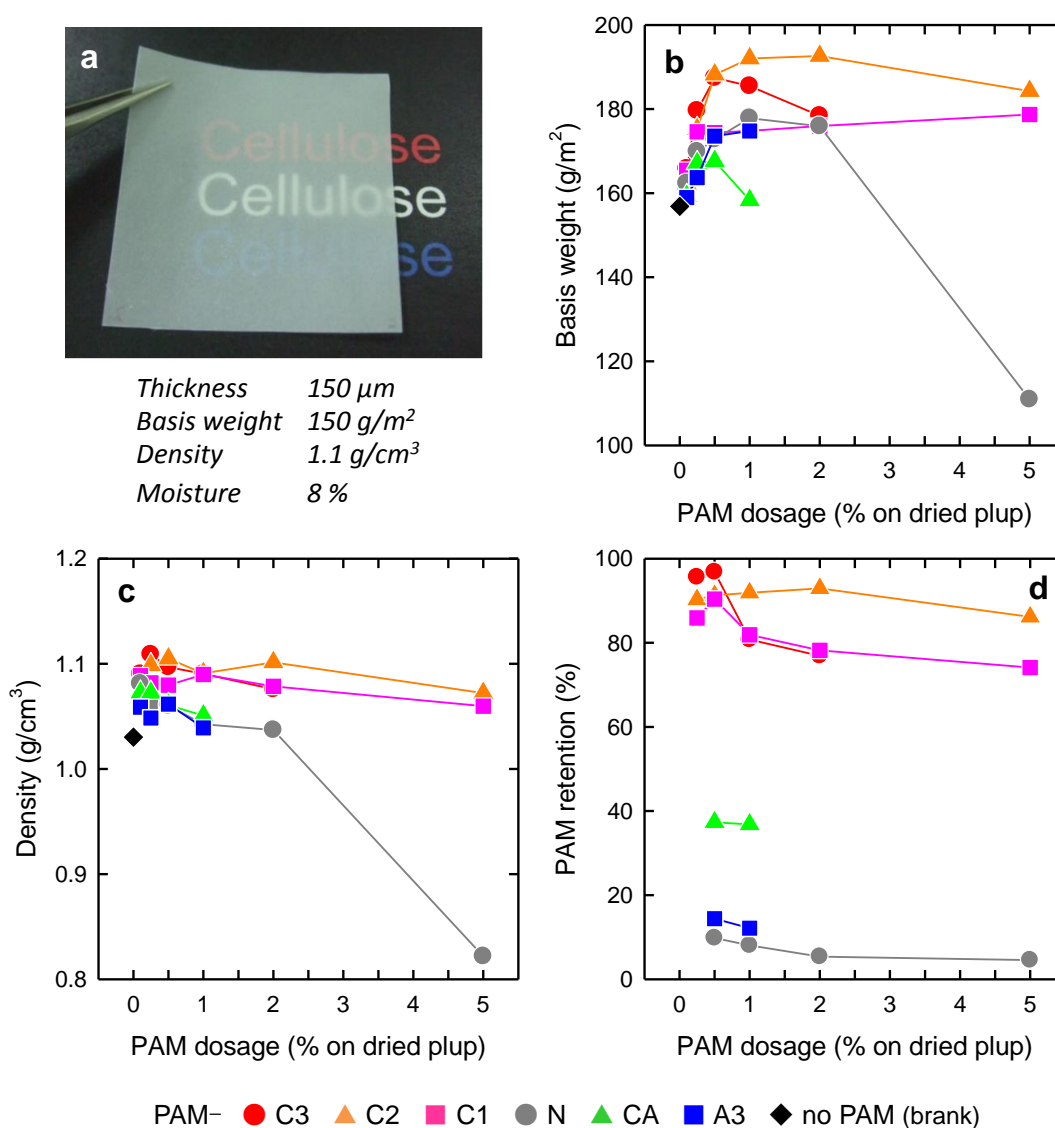 a
Cellulose
Cellulose
Cellulose
Thickness 150 μm
Basis weight 150 g/m²
Density 1.1 g/cm³
Moisture 8 %
b
Basis weight (g/m²)
200
180
160
140
120
100
0 1 2 3 4 5
PAM dosage (% on dried plup)
c
Density (g/cm³)
1.2
1.1
1.0
0.9
0.8
0 1 2 3 4 5
PAM dosage (% on dried plup)
d
PAM retention (%)
100
80
60
40
20
0
0 1 2 3 4 5
PAM dosage (% on dried plup)
PAM− C3 C2 C1 N CA A3 no PAM (brank)